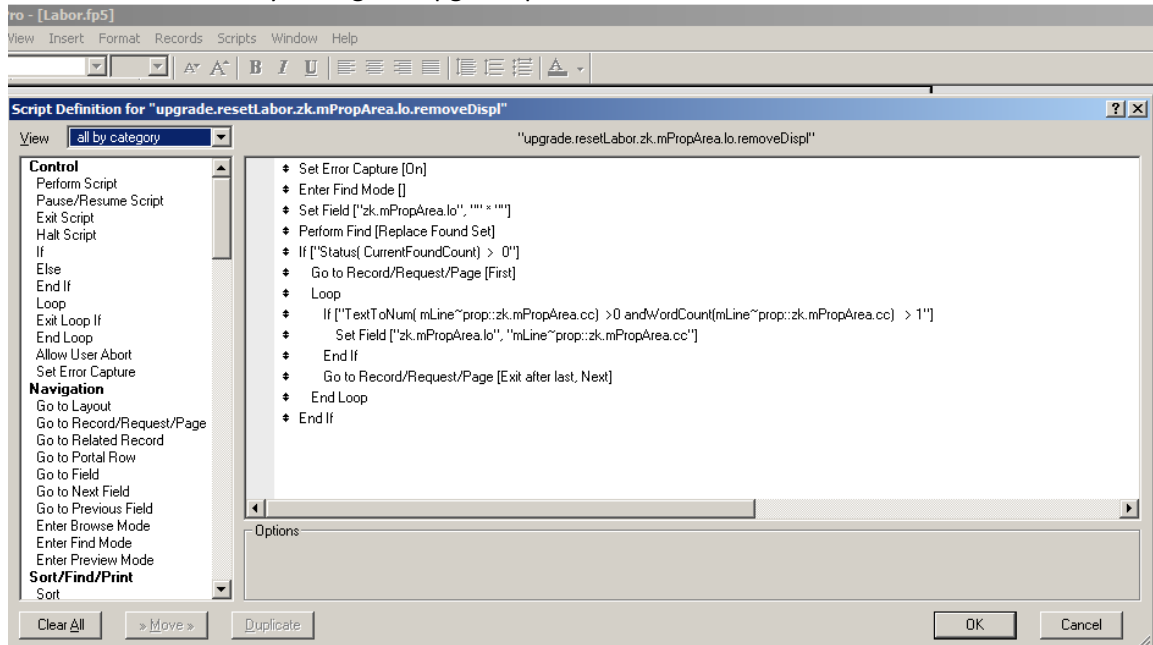 ro - [Labor.fp5]
View Insert Format Records Scripts Window Help
B I U A
Script Definition for "upgrade.resetLabor.zk.mPropArea.lo.removeDispl"
View all by category "upgrade.resetLabor.zk.mPropArea.lo.removeDispl"
Control
Perform Script
Pause/Resume Script
Exit Script
Halt Script
If
Else
End If
Loop
Exit Loop If
End Loop
Allow User Abort
Set Error Capture
Navigation
Go to Layout
Go to Record/Request/Page
Go to Related Record
Go to Portal Row
Go to Field
Go to Next Field
Go to Previous Field
Enter Browse Mode
Enter Find Mode
Enter Preview Mode
Sort/Find/Print
Sort
Set Error Capture [On]
Enter Find Mode []
Set Field ["zk.mPropArea.lo", "" * ""]
Perform Find [Replace Found Set]
If ["Status( CurrentFoundCount) > 0"]
Go to Record/Request/Page [First]
Loop
If ["TextToNum( mLine~prop::zk.mPropArea.cc) >0 andWordCount(mLine~prop::zk.mPropArea.cc) > 1"]
Set Field ["zk.mPropArea.lo", "mLine~prop::zk.mPropArea.cc"]
End If
Go to Record/Request/Page [Exit after last, Next]
End Loop
End If
Options
Clear All » Move » Duplicate OK Cancel